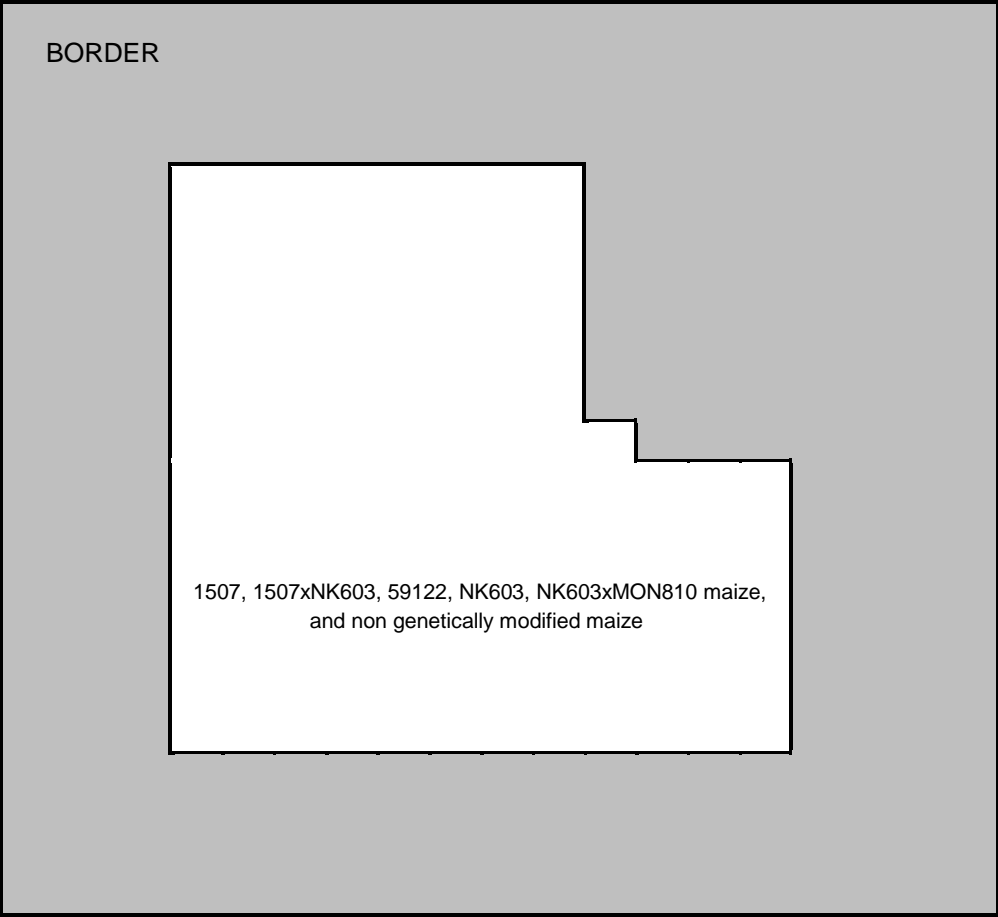 BORDER
1507, 1507xNK603, 59122, NK603, NK603xMON810 maize,
and non genetically modified maize